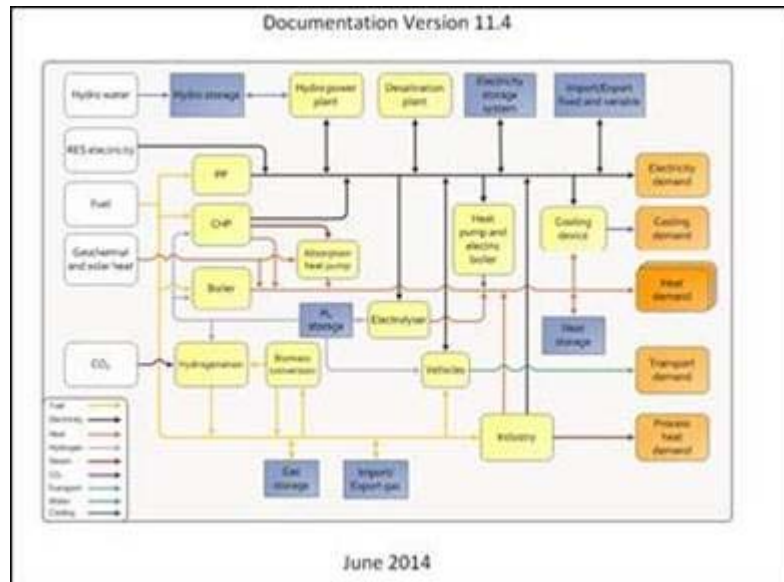 Documentation Version 11.4
Hydro water
Hydro storage
Hydro power
plant
Desalination
plant
Electricity
storage
system
Import/Export
fixed and variable
RES electricity
PP
Electricity
demand
Fuel
CHP
Heat
pump and
electric
boiler
Cooling
device
Cooling
demand
Geothermal
and solar heat
Absorption
heat pump
Boiler
Heat
demand
H₂
storage
Electrolyser
Heat
storage
CO₂
Hydrogenation
Biomass
conversion
Vehicles
Transport
demand
Fuel
Electricity
Heat
Hydrogen
Steam
CO₂
Transport
Water
Cooling
Industry
Process
heat
demand
Gas
storage
Import/
Export gas
June 2014